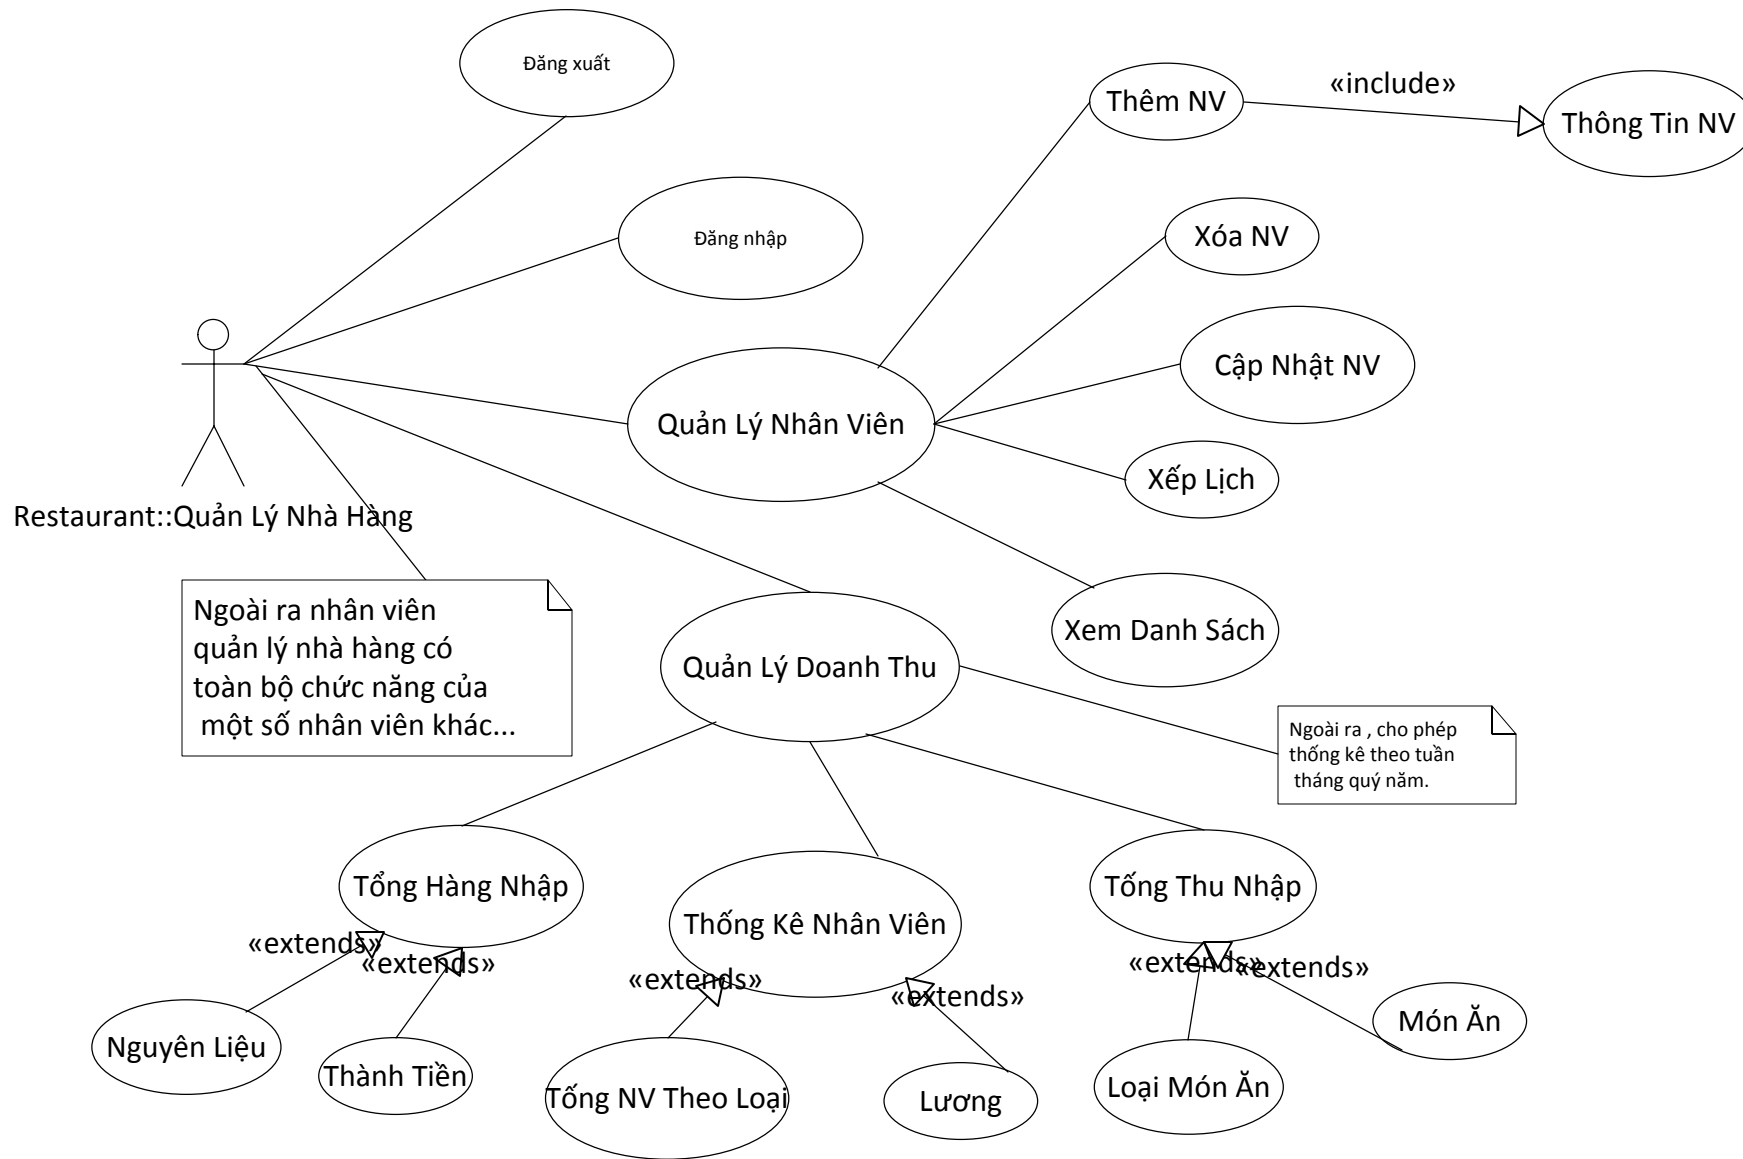 Đăng xuất
Thêm NV
«include»
Thông Tin NV
Đăng nhập
Xóa NV
Cập Nhật NV
Quản Lý Nhân Viên
Xếp Lịch
Restaurant::Quản Lý Nhà Hàng
Ngoài ra nhân viên
quản lý nhà hàng có
toàn bộ chức năng của
một số nhân viên khác...
Xem Danh Sách
Quản Lý Doanh Thu
Ngoài ra , cho phép
thống kê theo tuần
tháng quý năm.
Tổng Hàng Nhập
Thống Kê Nhân Viên
Tống Thu Nhập
«extends»
«extends»
«extends»
«extends»
«extends»
«extends»
Nguyên Liệu
Thành Tiền
Tống NV Theo Loại
Lương
Loại Món Ăn
Món Ăn